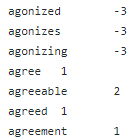 agonized -3
agonizes -3
agonizing -3
agree 1
agreeable 2
agreed 1
agreement 1